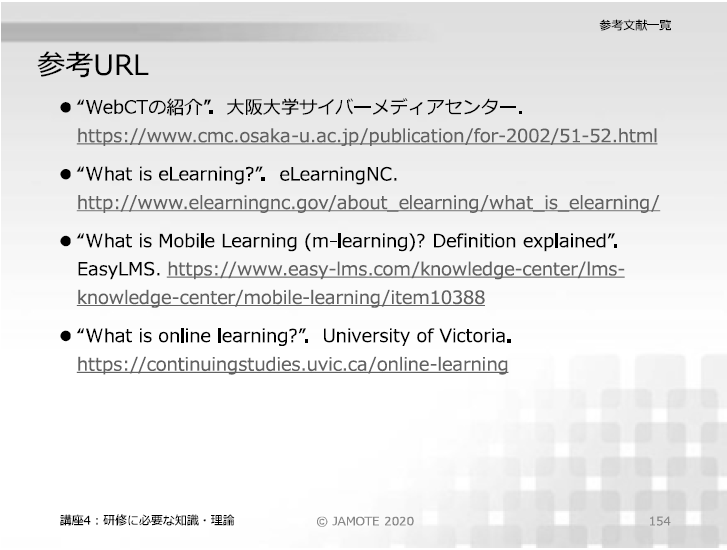 参考文献一覧
参考URL
●“WebCTの紹介”. 大阪大学サイバーメディアセンター.
https://www.cmc.osaka-u.ac.jp/publication/for-2002/51-52.html
●“What is eLearning?”. eLearningNC.
http://www.elearningnc.gov/about_elearning/what_is_elearning/
●“What is Mobile Learning (m-learning)? Definition explained”.
EasyLMS. https://www.easy-lms.com/knowledge-center/lms-
knowledge-center/mobile-learning/item10388
●“What is online learning?”. University of Victoria.
https://continuingstudies.uvic.ca/online-learning
講座4：研修に必要な知識・理論
© JAMOTE 2020
154